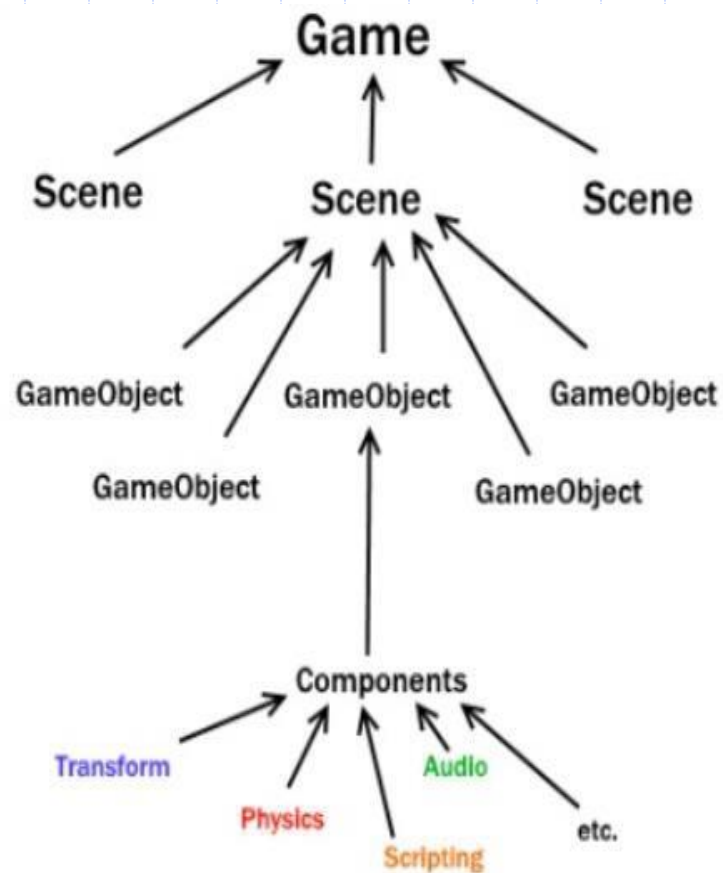 Game
Scene Scene Scene
GameObject GameObject GameObject
GameObject GameObject
Components
Transform Audio
Physics etc.
Scripting